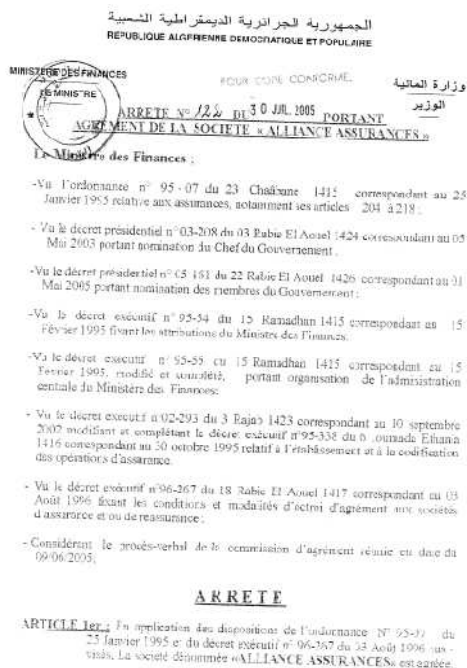 الجمهورية الجزائرية الديمقراطية الشعبية
REPUBLIQUE ALGERIENNE DEMOCRATIQUE ET POPULAIRE
MINISTERE DES FINANCES
POUR COPIE CONFORME
وزارة المالية
LE MINISTRE
الوزير
ARRETE N° 122 DU 30 JUIL. 2005 PORTANT
AGREMENT DE LA SOCIETE « ALLIANCE ASSURANCES »
Le Ministre des Finances ;
-Vu l'ordonnance n° 95-07 du 23 Chaâbane 1415 correspondant au 25
Janvier 1995 relative aux assurances, notamment ses articles 204 à 218 ;
- Vu le décret présidentiel n° 03-208 du 03 Rabie El Aouel 1424 correspondant au 05
Mai 2003 portant nomination du Chef du Gouvernement ;
-Vu le décret présidentiel n° 05-161 du 22 Rabie El Aouel 1426 correspondant au 01
Mai 2005 portant nomination des membres du Gouvernement ;
-Vu le décret exécutif n° 95-54 du 15 Ramadhan 1415 correspondant au 15
Février 1995 fixant les attributions du Ministre des Finances.
-Vu le décret exécutif n° 95-55 du 15 Ramadhan 1415 correspondant au 15
Fevrier 1995, modifié et complété, portant organisation de l'administration
centrale du Ministère des Finances;
- Vu le décret executif n°02-293 du 3 Rajab 1423 correspondant au 10 septembre
2002 modifiant et complétant le décret exécutif n°95-338 du 6 Joumada Ethania
1416 correspondant au 30 octobre 1995 relatif à l'établissement et à la codification
des opérations d'assurance.
- Vu le décret exécutif n°96-267 du 18 Rabie El Aouel 1417 correspondant au 03
Août 1996 fixant les conditions et modalités d'octroi d'agrément aux sociétés
d'assurance et ou de reassurance ;
- Considérant le procès-verbal de la commission d'agrément réunie en date du
09/06/2005;
ARRETE
ARTICLE 1er : En application des dispositions de l'ordonnance N° 95-07 du
25 Janvier 1995 et du décret exécutif n° 96-267 du 03 Août 1996 sus -
visés, La société dénommée «ALLIANCE ASSURANCES» est agréée